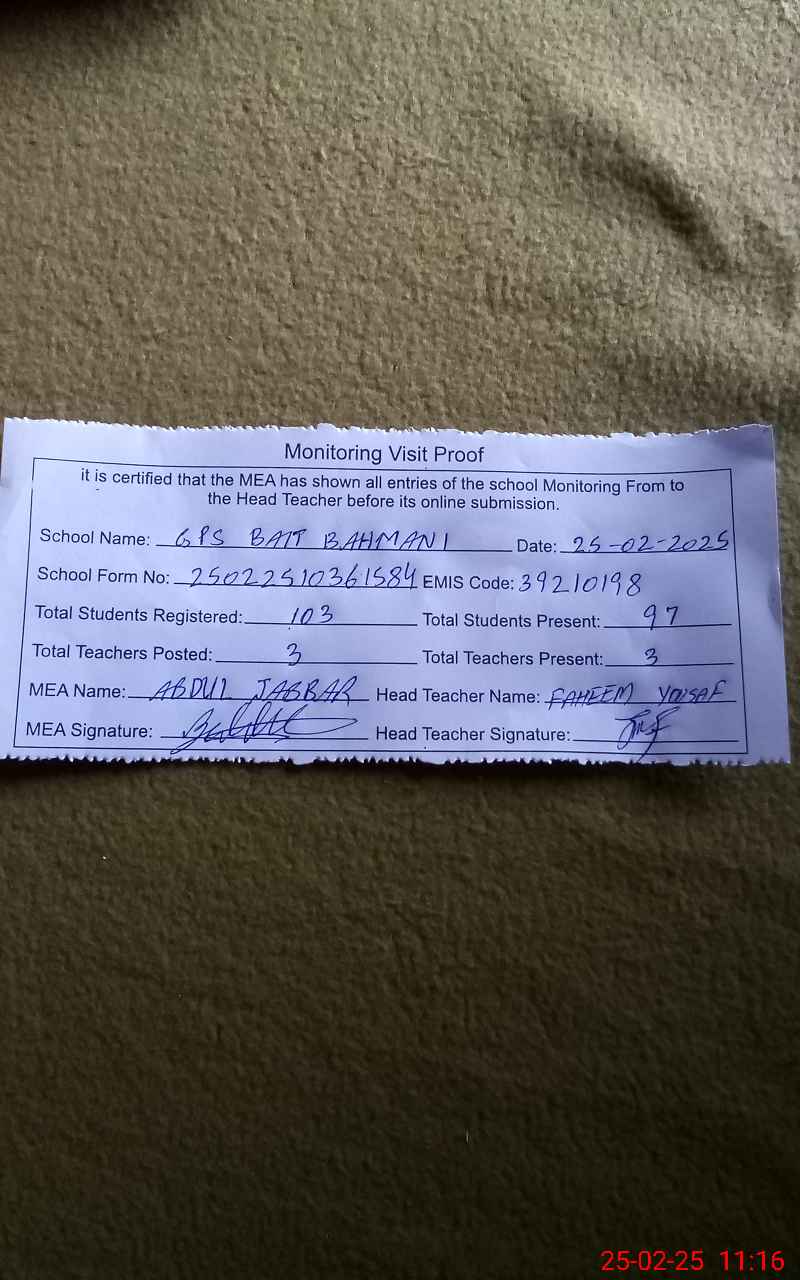 Monitoring Visit Proof
it is certified that the MEA has shown all entries of the school Monitoring From to
the Head Teacher before its online submission.
School Name: GPS BAIT BAHMANI Date: 25-02-2025
School Form No: 25022510361584 EMIS Code: 39210198
Total Students Registered: 103 Total Students Present: 97
Total Teachers Posted: 3 Total Teachers Present: 3
MEA Name: ABDUL JABBAR Head Teacher Name: FAHEEM YOUSAF
MEA Signature: Head Teacher Signature:
25-02-25 11:16